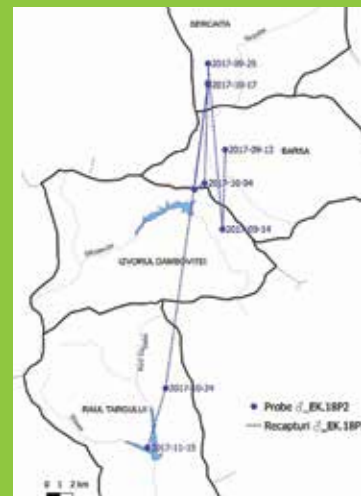 SERCAITA
2017-09-25
2017-10-17
2017-09-12
BARSA
2017-10-04
2017-09-14
IZVORUL DAMBOVITEI
2017-10-24
RAUL TARGULUI
2017-11-15
Probe ♂_EK.18P2
Recapturi ♂_EK.18P
0 1 2 km